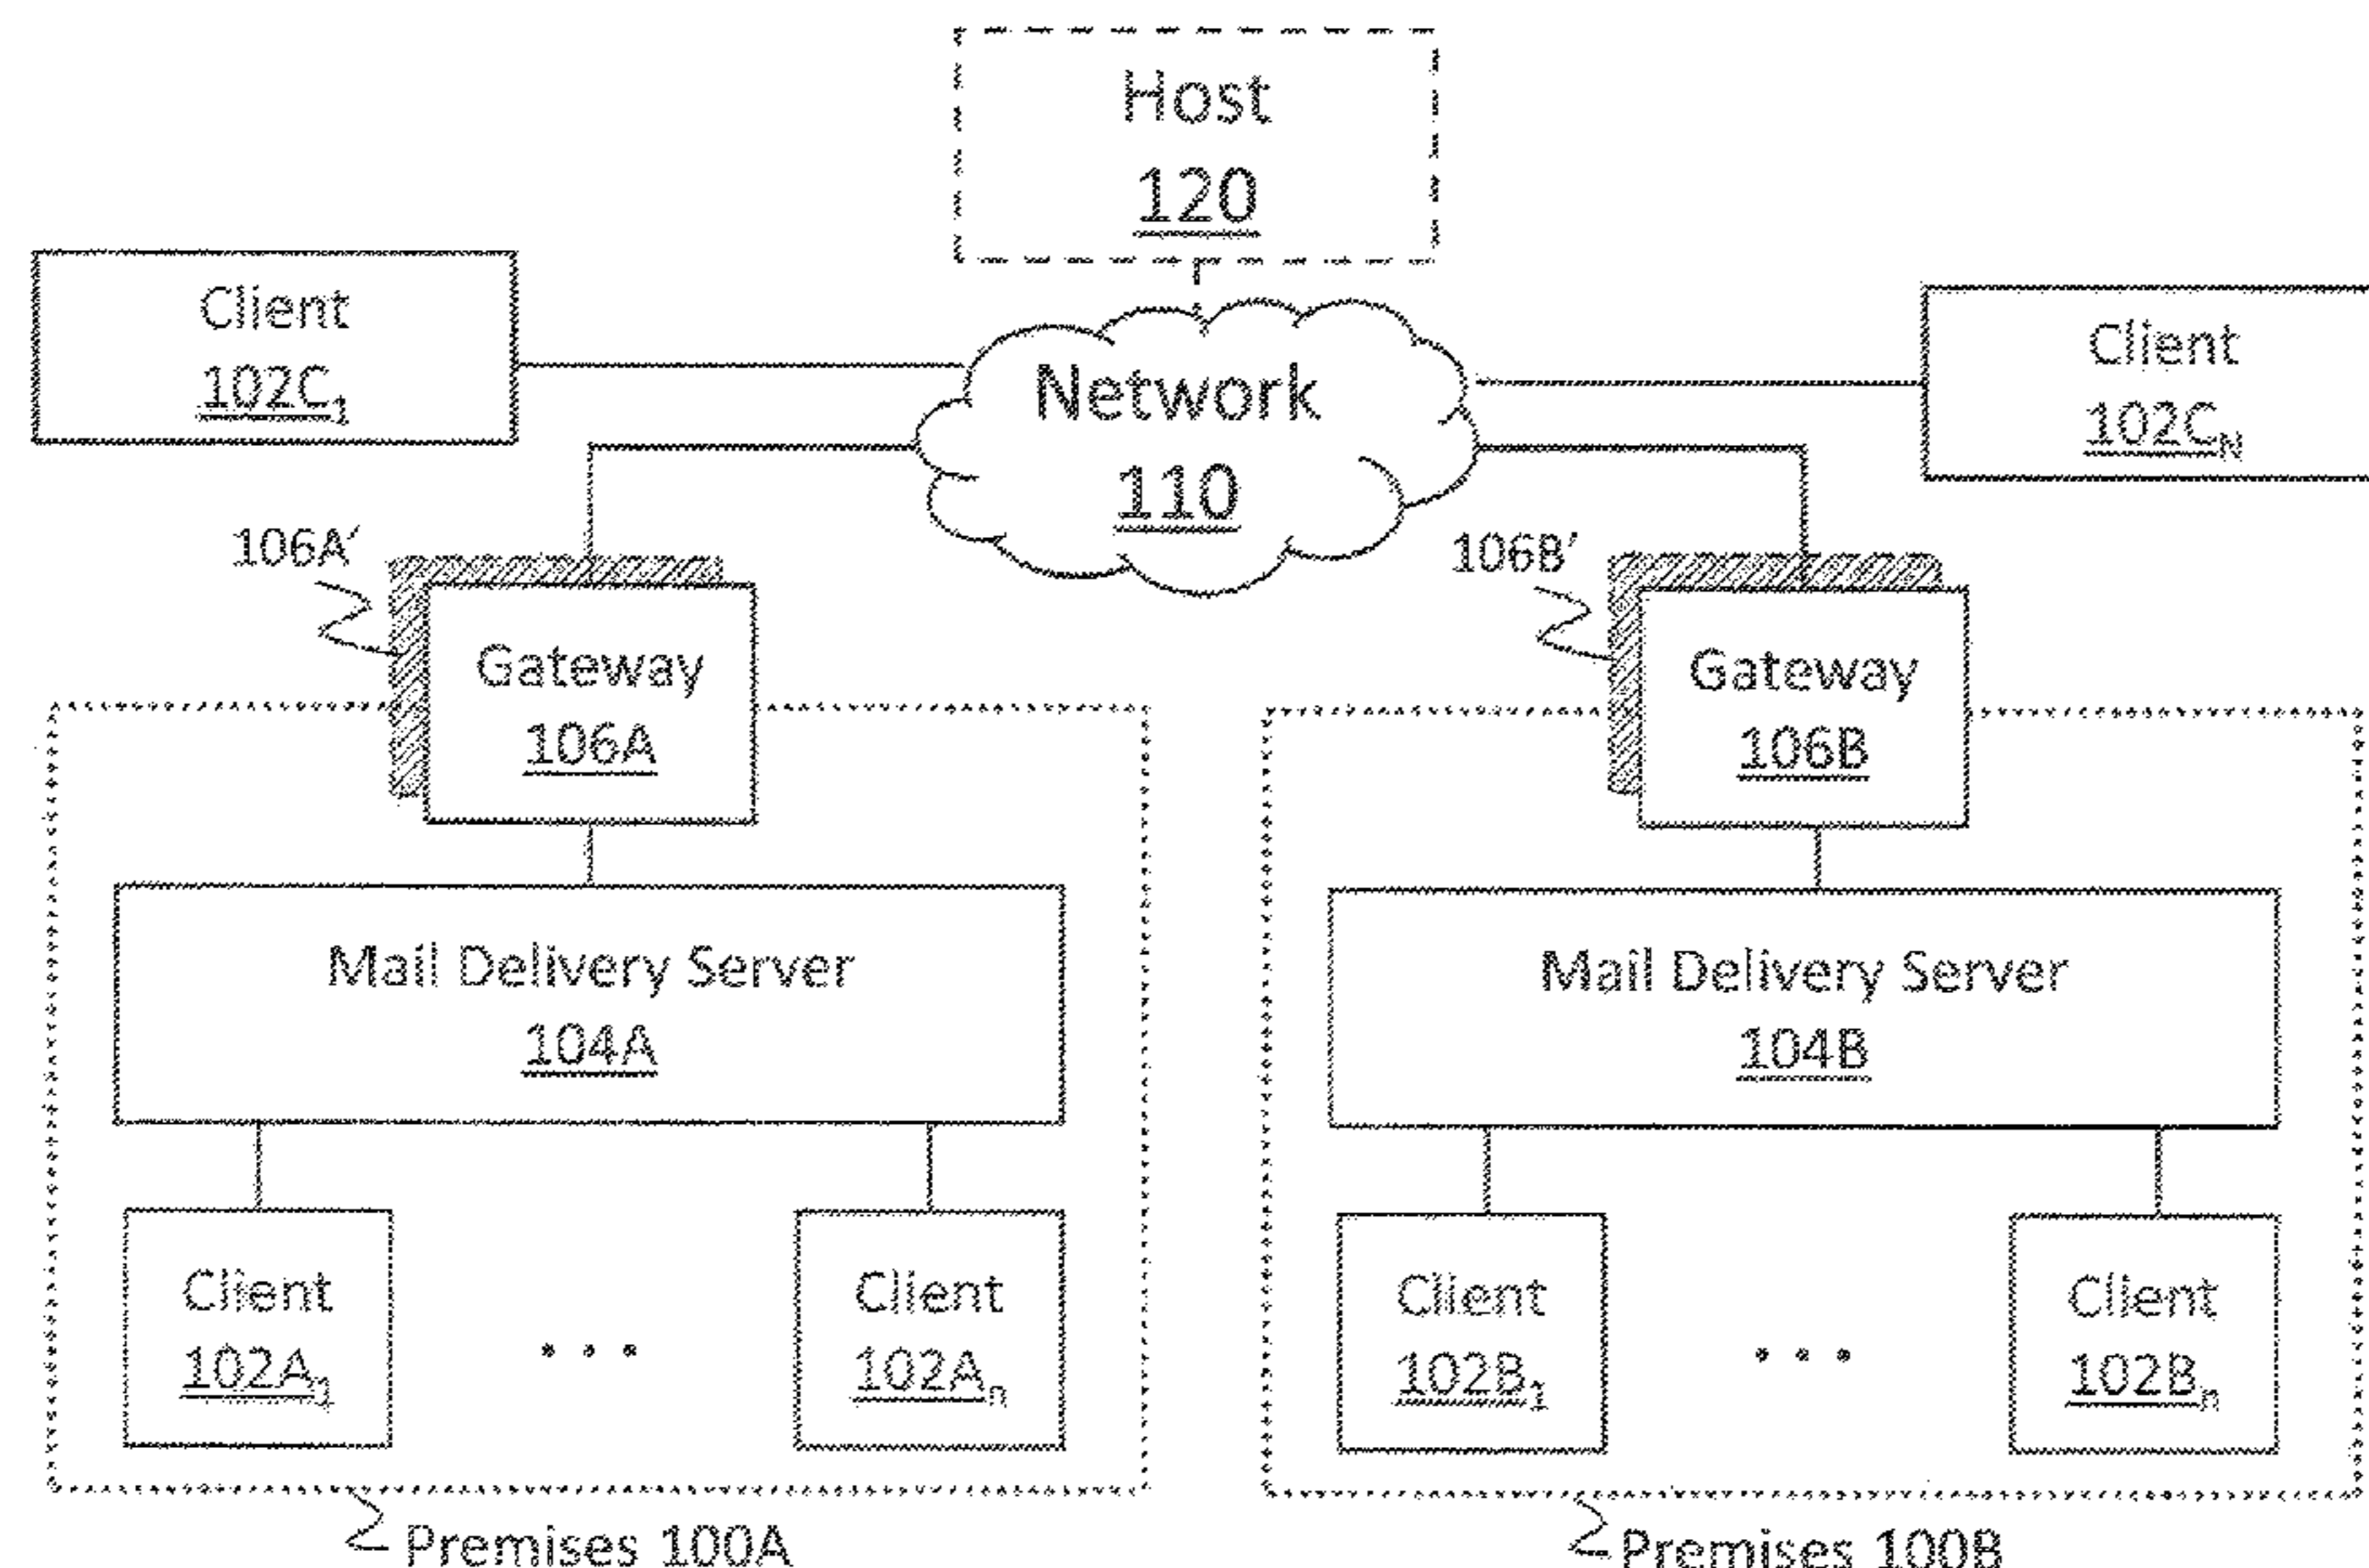 Host
120
Client
102C₁
Client
102C_N
Network
110
106A′
Gateway
106A
106B′
Gateway
106B
Mail Delivery Server
104A
Mail Delivery Server
104B
Client
102A₁
. . .
Client
102Aₙ
Client
102B₁
. . .
Client
102Bₙ
Premises 100A
Premises 100B